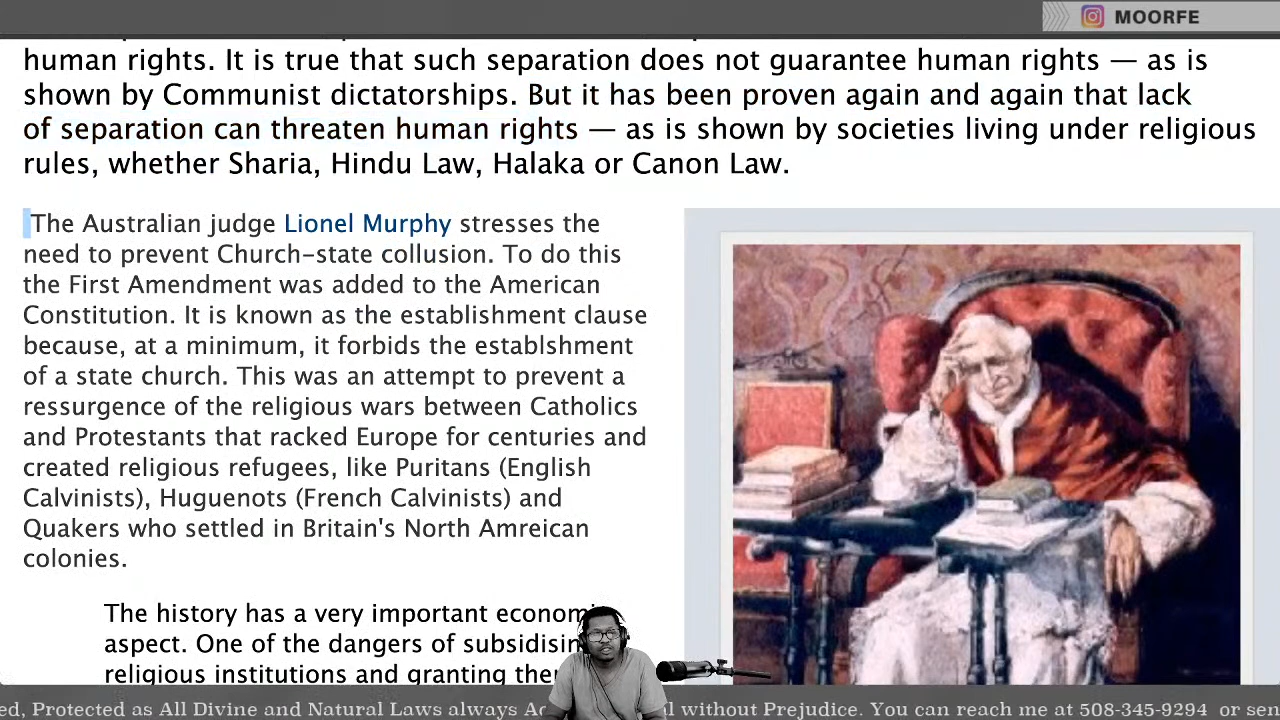 MOORFE
human rights. It is true that such separation does not guarantee human rights — as is
shown by Communist dictatorships. But it has been proven again and again that lack
of separation can threaten human rights — as is shown by societies living under religious
rules, whether Sharia, Hindu Law, Halaka or Canon Law.
The Australian judge Lionel Murphy stresses the
need to prevent Church-state collusion. To do this
the First Amendment was added to the American
Constitution. It is known as the establishment clause
because, at a minimum, it forbids the establshment
of a state church. This was an attempt to prevent a
ressurgence of the religious wars between Catholics
and Protestants that racked Europe for centuries and
created religious refugees, like Puritans (English
Calvinists), Huguenots (French Calvinists) and
Quakers who settled in Britain's North Amreican
colonies.
The history has a very important
aspect. One of the dangers of
religious institutions and granting
ed, Protected as All Divine and Natural Laws always
without Prejudice. You can reach me at 508-345-9294 or sen